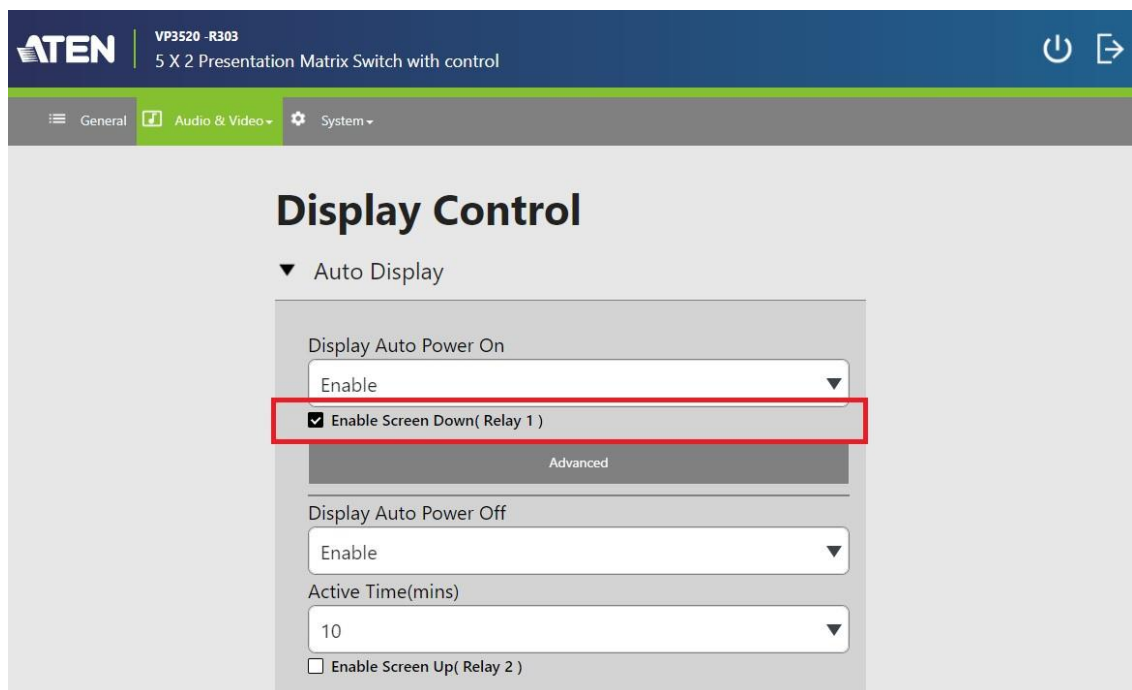 ATEN
VP3520 -R303
5 X 2 Presentation Matrix Switch with control
General Audio & Video System
Display Control
Auto Display
Display Auto Power On
Enable
Enable Screen Down( Relay 1 )
Advanced
Display Auto Power Off
Enable
Active Time(mins)
10
Enable Screen Up( Relay 2 )